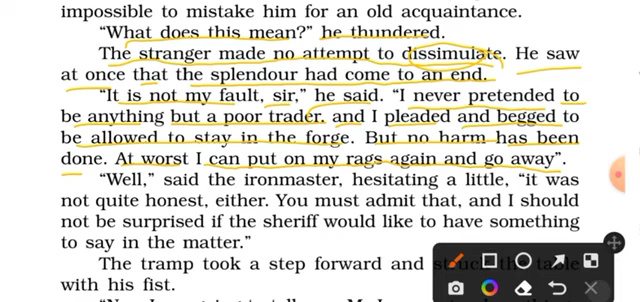 impossible to mistake him for an old acquaintance.
“What does this mean?” he thundered.
The stranger made no attempt to dissimulate. He saw
at once that the splendour had come to an end.
“It is not my fault, sir,” he said. “I never pretended to
be anything but a poor trader, and I pleaded and begged to
be allowed to stay in the forge. But no harm has been
done. At worst I can put on my rags again and go away”.
“Well,” said the ironmaster, hesitating a little, “it was
not quite honest, either. You must admit that, and I should
not be surprised if the sheriff would like to have something
to say in the matter.”
The tramp took a step forward and struck the table
with his fist.